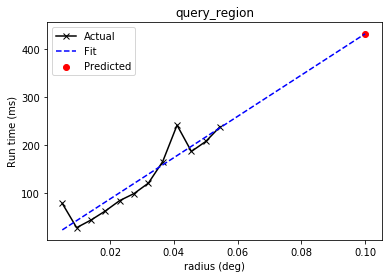 query_region
Actual
Fit
Predicted
Run time (ms)
400
300
200
100
0.02 0.04 0.06 0.08 0.10
radius (deg)